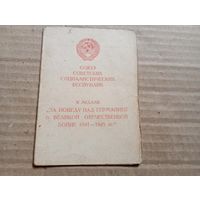 СОЮЗ
СОВЕТСКИХ
СОЦИАЛИСТИЧЕСКИХ
РЕСПУБЛИК
К МЕДАЛИ
"ЗА ПОБЕДУ НАД ГЕРМАНИЕЙ
В ВЕЛИКОЙ ОТЕЧЕСТВЕННОЙ
ВОЙНЕ 1941—1945 гг."